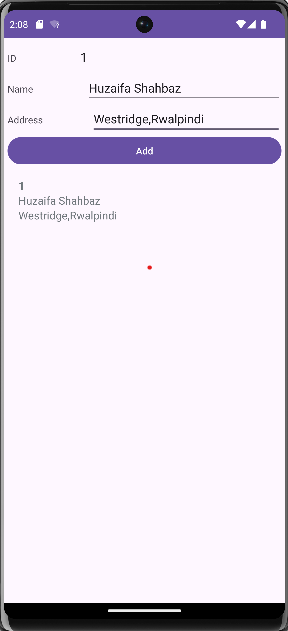 2:08
ID 1
Name Huzaifa Shahbaz
Address Westridge,Rwalpindi
Add
1
Huzaifa Shahbaz
Westridge,Rwalpindi